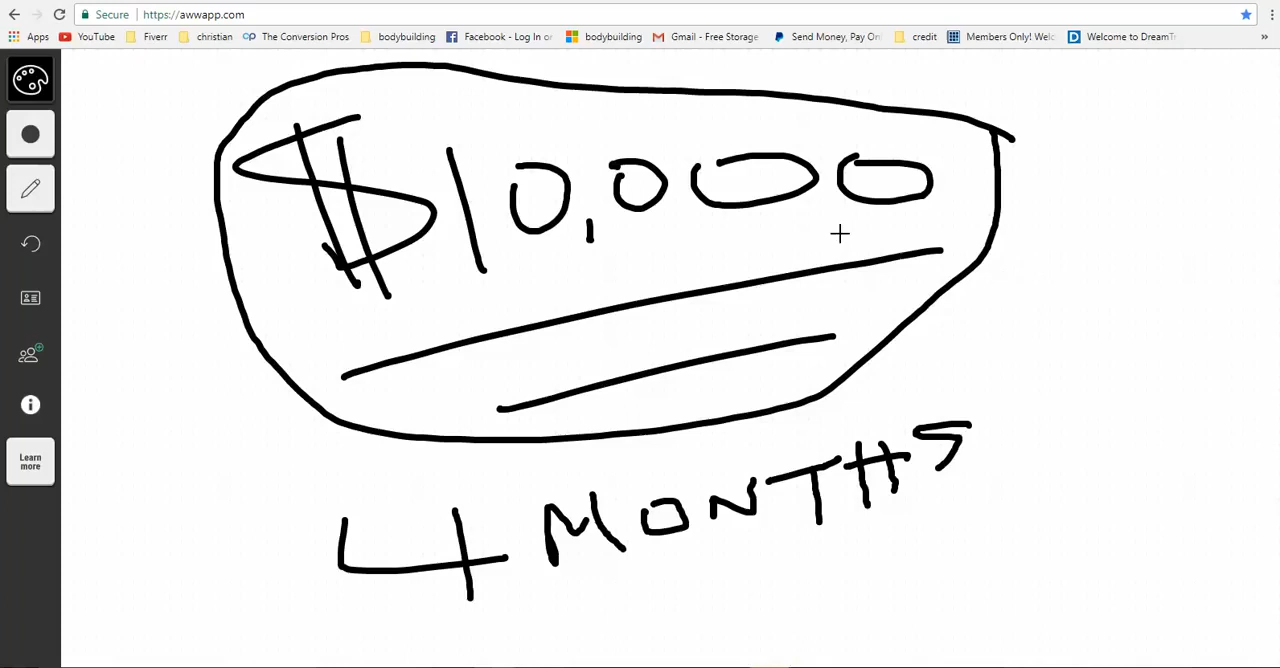 Secure https://awwapp.com
Apps YouTube Fiverr christian The Conversion Pros bodybuilding Facebook - Log In or bodybuilding Gmail - Free Storage Send Money, Pay On credit Members Only! Welc Welcome to DreamTr »
$10,000
4 MONTHS
Learn
more